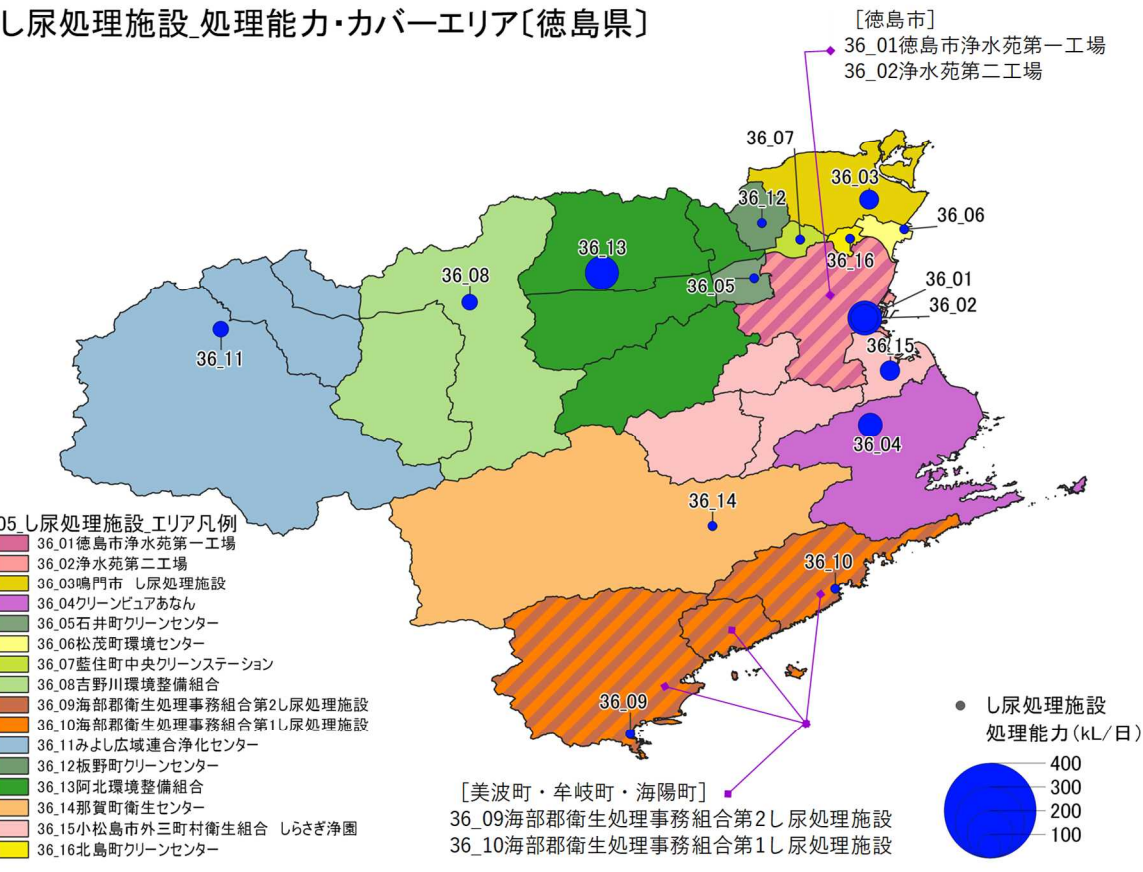 し尿処理施設_処理能力・カバーエリア〔徳島県〕
［徳島市］
36_01徳島市浄水苑第一工場
36_02浄水苑第二工場
36_07
36_03
36_12
36_06
36_13
36_16
36_08
36_05
36_01
36_02
36_11
36_15
36_04
36_14
36_10
36_09
05_し尿処理施設_エリア凡例
36_01徳島市浄水苑第一工場
36_02浄水苑第二工場
36_03鳴門市　し尿処理施設
36_04クリーンピュアあなん
36_05石井町クリーンセンター
36_06松茂町環境センター
36_07藍住町中央クリーンステーション
36_08吉野川環境整備組合
36_09海部郡衛生処理事務組合第2し尿処理施設
36_10海部郡衛生処理事務組合第1し尿処理施設
36_11みよし広域連合浄化センター
36_12板野町クリーンセンター
36_13阿北環境整備組合
36_14那賀町衛生センター
36_15小松島市外三町村衛生組合　しらさぎ浄園
36_16北島町クリーンセンター
［美波町・牟岐町・海陽町］
36_09海部郡衛生処理事務組合第2し尿処理施設
36_10海部郡衛生処理事務組合第1し尿処理施設
し尿処理施設
処理能力（kL/日）
400
300
200
100